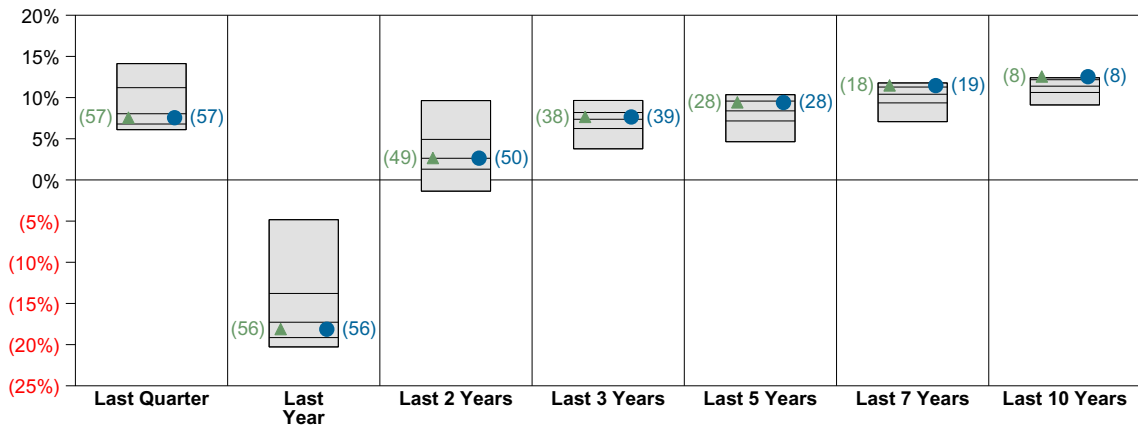 20%
15%
10%
5%
0%
(5%)
(10%)
(15%)
(20%)
(25%)
(57) (57)
(56) (56)
(49) (50)
(38) (39)
(28) (28)
(18) (19)
(8) (8)
Last Quarter
Last
Year
Last 2 Years
Last 3 Years
Last 5 Years
Last 7 Years
Last 10 Years